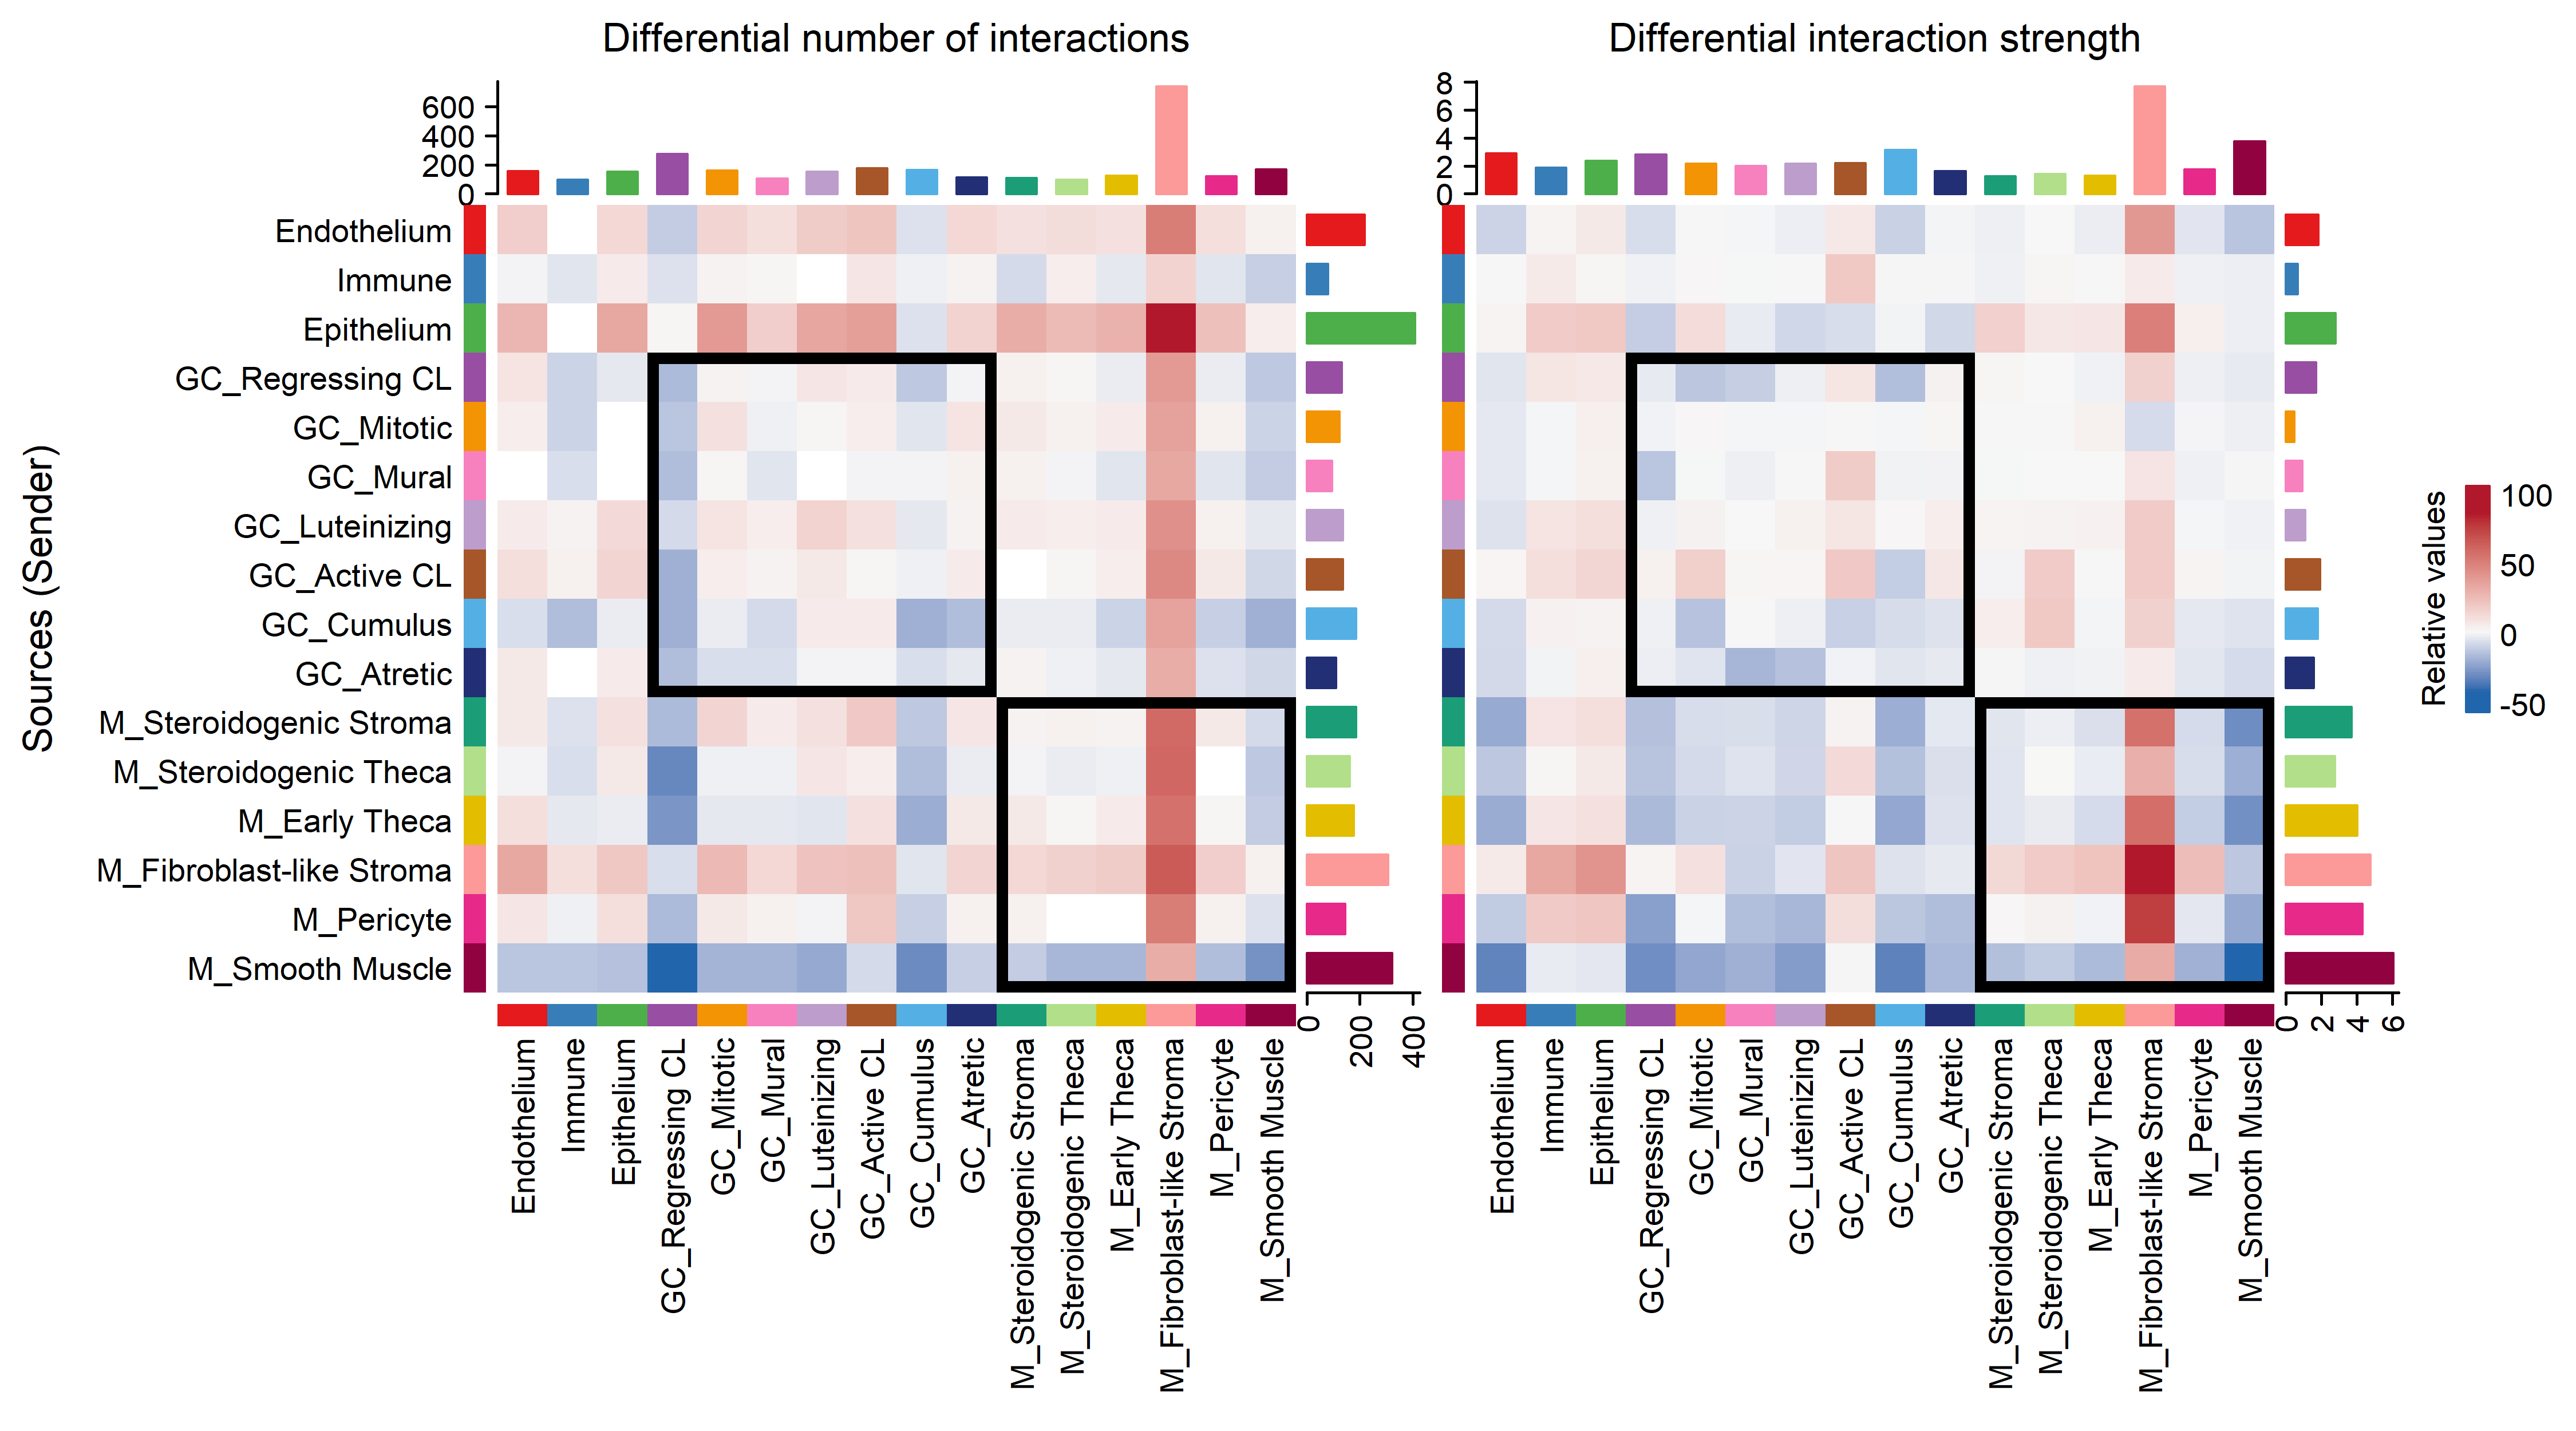 Differential number of interactions
Differential interaction strength
600
400
200
0
8
6
4
2
0
Sources (Sender)
Endothelium
Immune
Epithelium
GC_Regressing CL
GC_Mitotic
GC_Mural
GC_Luteinizing
GC_Active CL
GC_Cumulus
GC_Atretic
M_Steroidogenic Stroma
M_Steroidogenic Theca
M_Early Theca
M_Fibroblast-like Stroma
M_Pericyte
M_Smooth Muscle
0
200
400
0
2
4
6
Endothelium
Immune
Epithelium
GC_Regressing CL
GC_Mitotic
GC_Mural
GC_Luteinizing
GC_Active CL
GC_Cumulus
GC_Atretic
M_Steroidogenic Stroma
M_Steroidogenic Theca
M_Early Theca
M_Fibroblast-like Stroma
M_Pericyte
M_Smooth Muscle
Endothelium
Immune
Epithelium
GC_Regressing CL
GC_Mitotic
GC_Mural
GC_Luteinizing
GC_Active CL
GC_Cumulus
GC_Atretic
M_Steroidogenic Stroma
M_Steroidogenic Theca
M_Early Theca
M_Fibroblast-like Stroma
M_Pericyte
M_Smooth Muscle
Relative values
100
50
0
-50